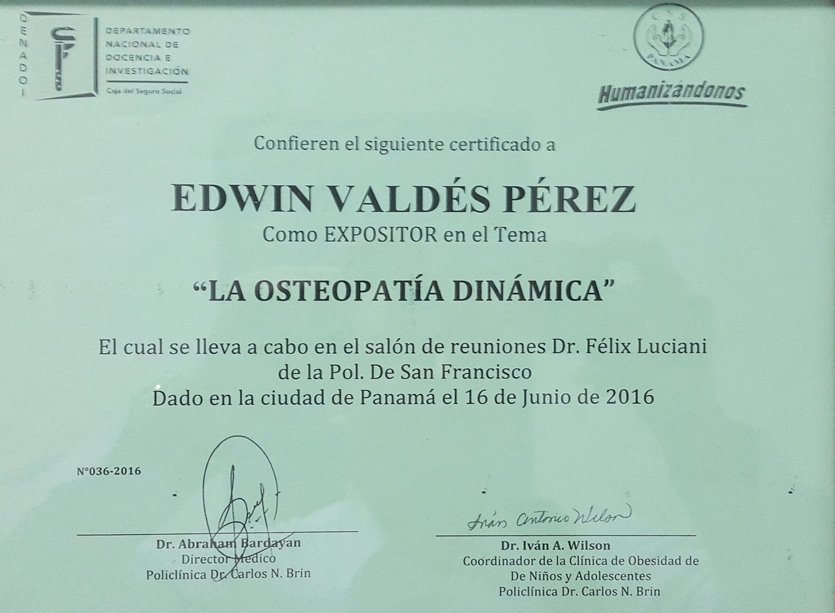 DENADOI
DEPARTAMENTO
NACIONAL DE
DOCENCIA E
INVESTIGACIÓN
Caja del Seguro Social
C.S.S.
PANAMA
Humanizándonos
Confieren el siguiente certificado a
EDWIN VALDÉS PÉREZ
Como EXPOSITOR en el Tema
“LA OSTEOPATÍA DINÁMICA”
El cual se lleva a cabo en el salón de reuniones Dr. Félix Luciani
de la Pol. De San Francisco
Dado en la ciudad de Panamá el 16 de Junio de 2016
N°036-2016
Iván Antonio Wilson
Dr. Abraham Bardayan
Director Médico
Policlínica Dr. Carlos N. Brin
Dr. Iván A. Wilson
Coordinador de la Clínica de Obesidad de
De Niños y Adolescentes
Policlínica Dr. Carlos N. Brin